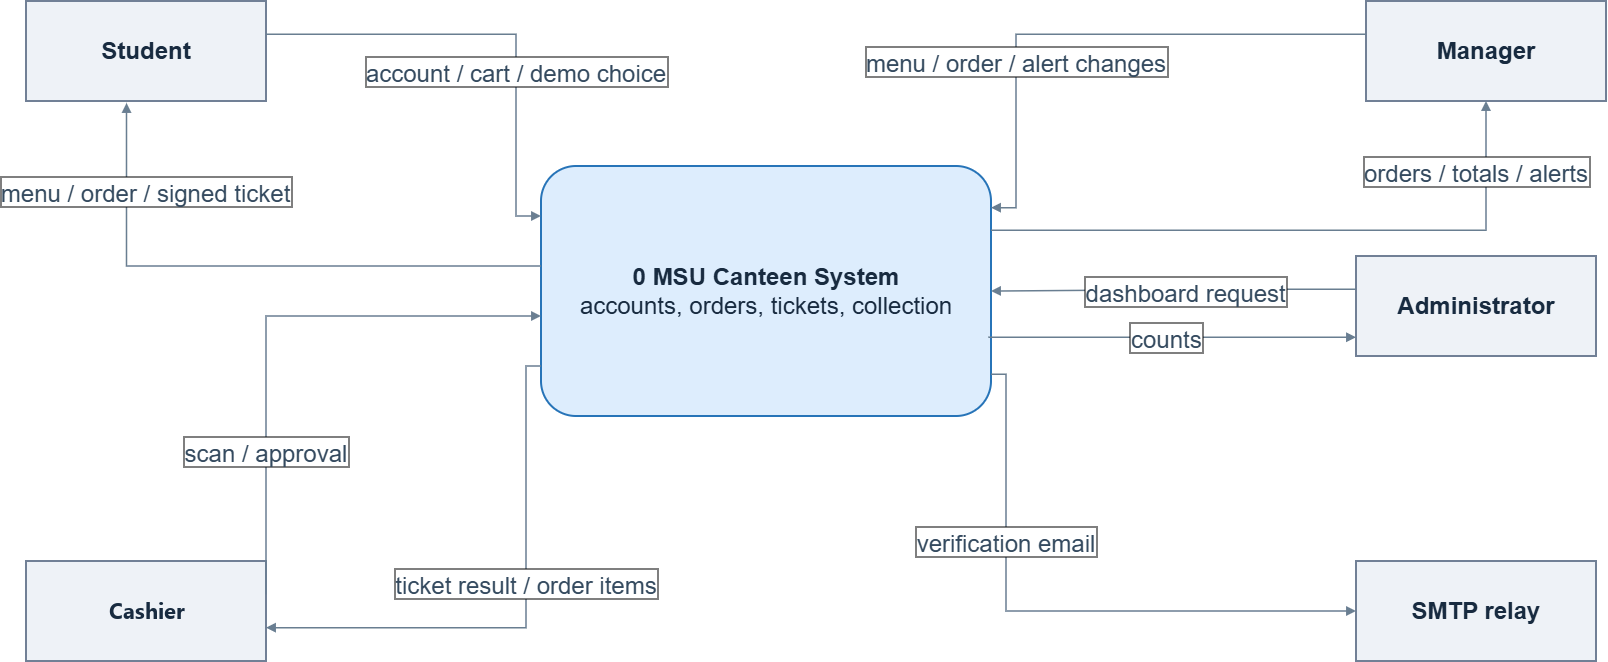 Student
Manager
account / cart / demo choice
menu / order / alert changes
menu / order / signed ticket
orders / totals / alerts
0 MSU Canteen System
accounts, orders, tickets, collection
dashboard request
Administrator
counts
scan / approval
verification email
ticket result / order items
Cashier
SMTP relay